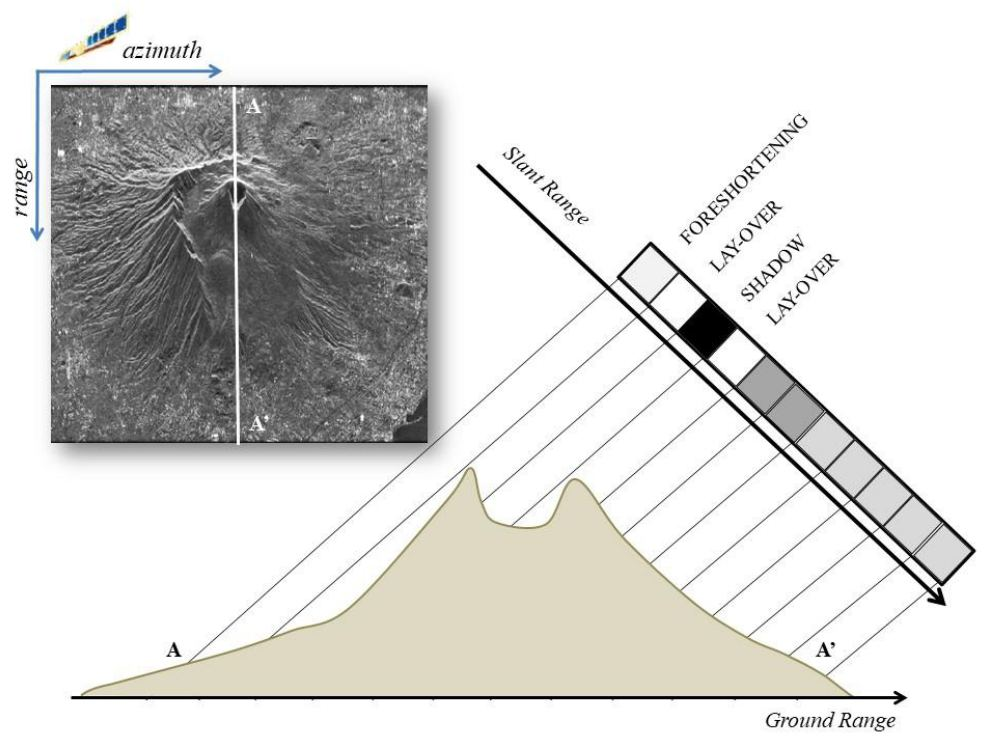 azimuth
range
A
A’
Slant Range
FORESHORTENING
LAY-OVER
SHADOW
LAY-OVER
A
A’
Ground Range